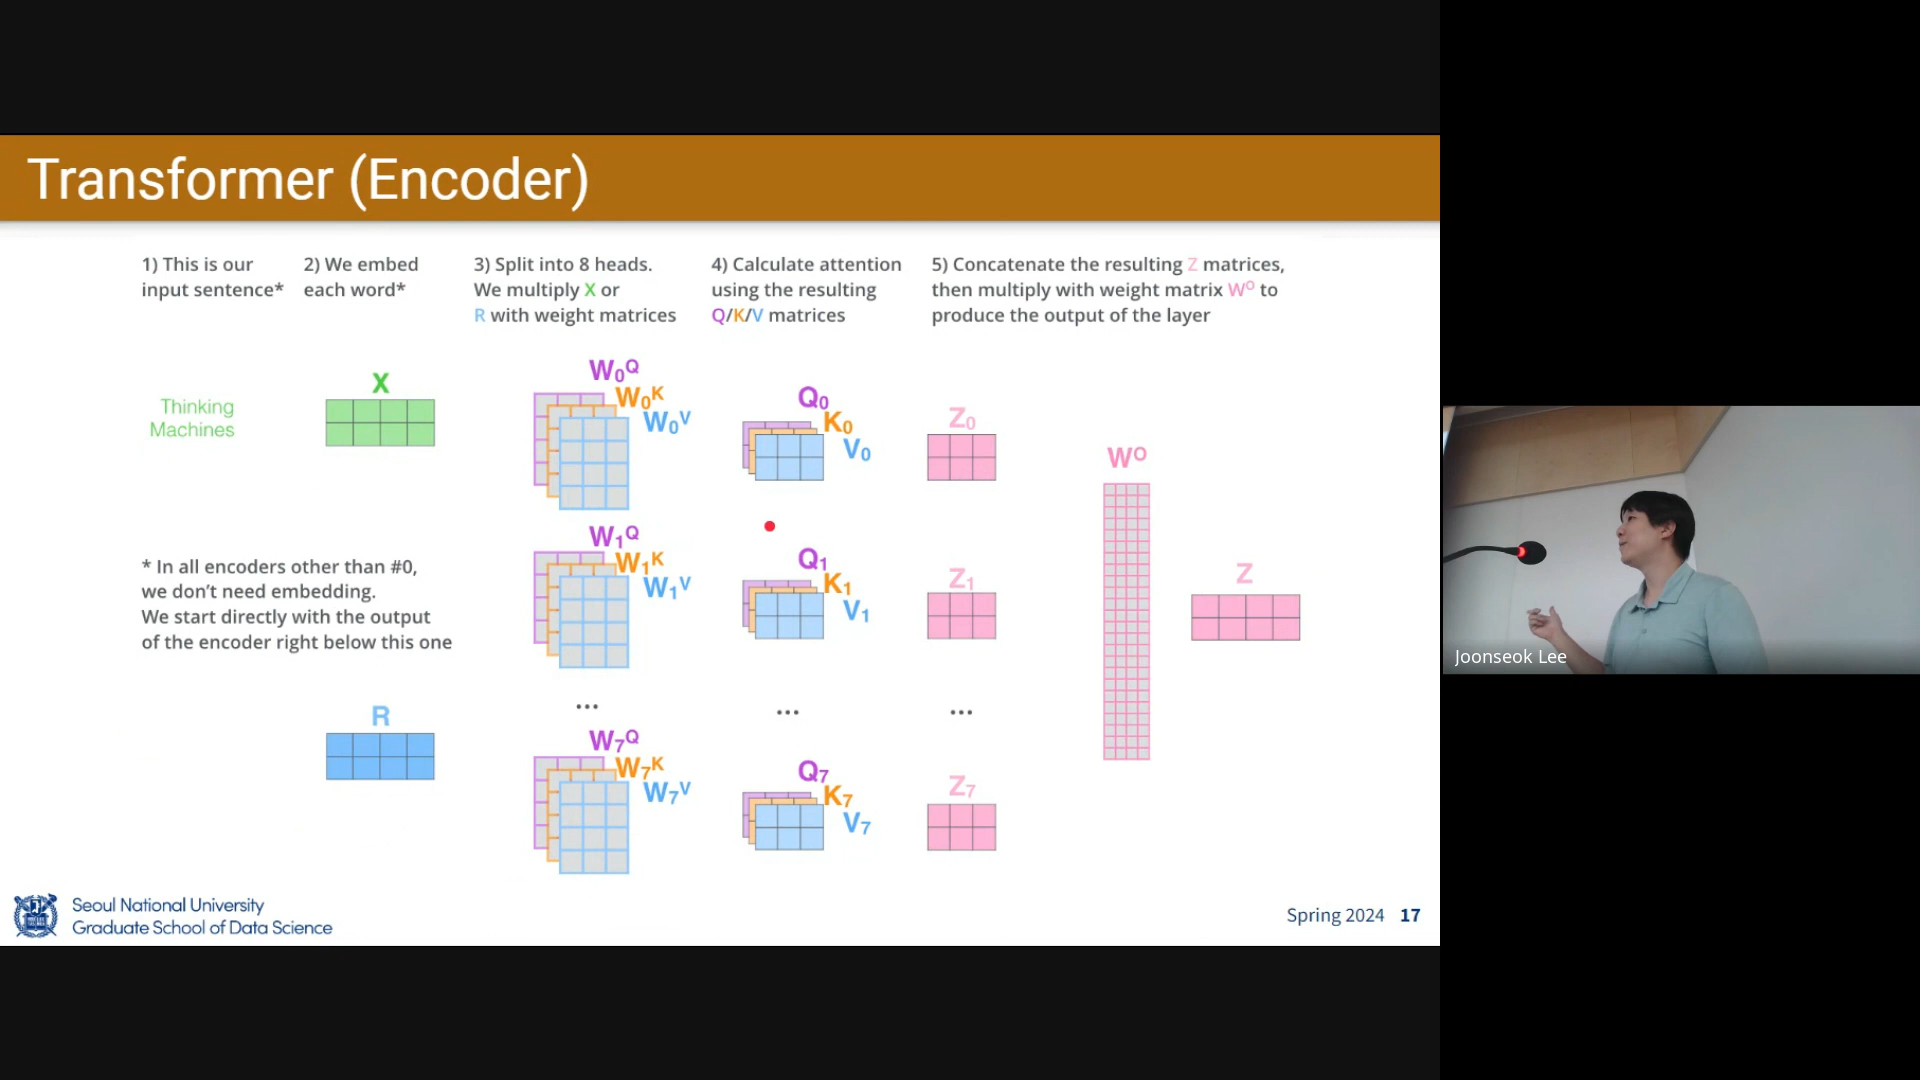 Transformer (Encoder)
1) This is our
input sentence*
2) We embed
each word*
3) Split into 8 heads.
We multiply X or
R with weight matrices
4) Calculate attention
using the resulting
Q/K/V matrices
5) Concatenate the resulting Z matrices,
then multiply with weight matrix Wᴼ to
produce the output of the layer
Thinking
Machines
X
W₀Q
W₀K
W₀V
Q₀
K₀
V₀
Z₀
Wᴼ
* In all encoders other than #0,
we don't need embedding.
We start directly with the output
of the encoder right below this one
W₁Q
W₁K
W₁V
Q₁
K₁
V₁
Z₁
Z
...
...
...
R
W₇Q
W₇K
W₇V
Q₇
K₇
V₇
Z₇
Seoul National University
Graduate School of Data Science
Spring 2024 17
Joonseok Lee